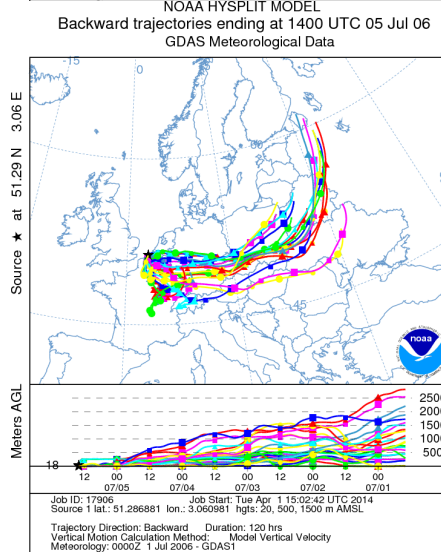 NOAA HYSPLIT MODEL
Backward trajectories ending at 1400 UTC 05 Jul 06
GDAS Meteorological Data
Source ★ at 51.29 N 3.06 E
-15
0
45
noaa
Meters AGL
2500
2000
1500
1000
500
18
12 00 12 00 12 00 12 00 12 00
07/05 07/04 07/03 07/02 07/01
Job ID: 17906 Job Start: Tue Apr 1 15:02:42 UTC 2014
Source 1 lat.: 51.286881 lon.: 3.060981 hgts: 20, 500, 1500 m AMSL
Trajectory Direction: Backward Duration: 120 hrs
Vertical Motion Calculation Method: Model Vertical Velocity
Meteorology: 0000Z 1 Jul 2006 - GDAS1